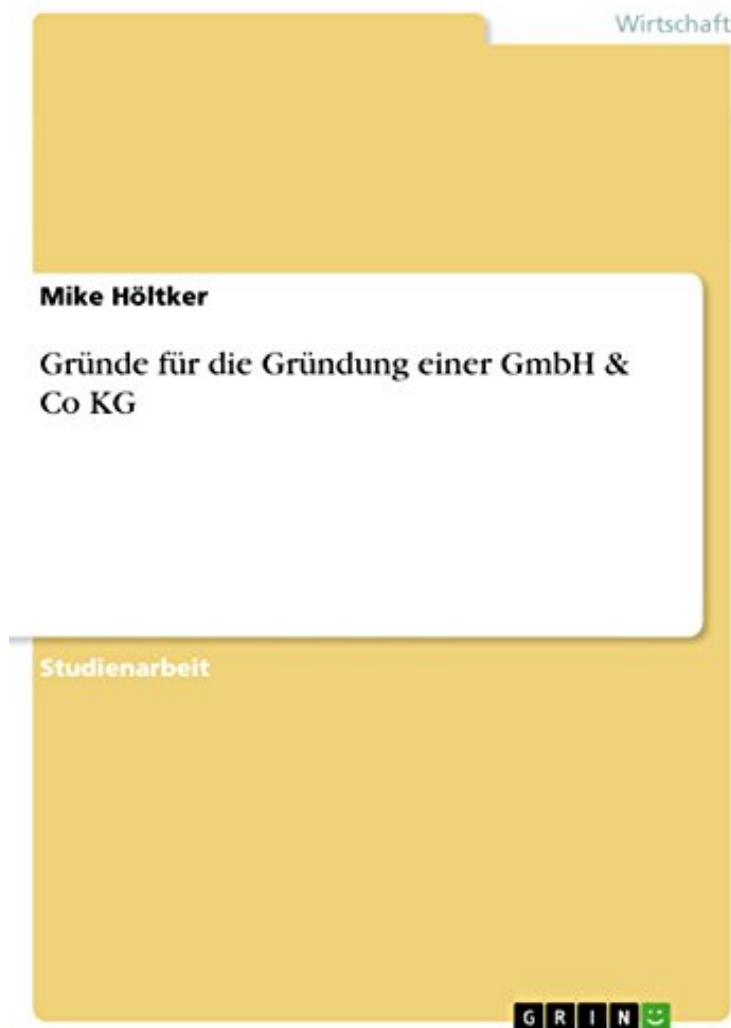 Wirtschaft
Mike Höltker
Gründe für die Gründung einer GmbH &
Co KG
Studienarbeit
GRIN